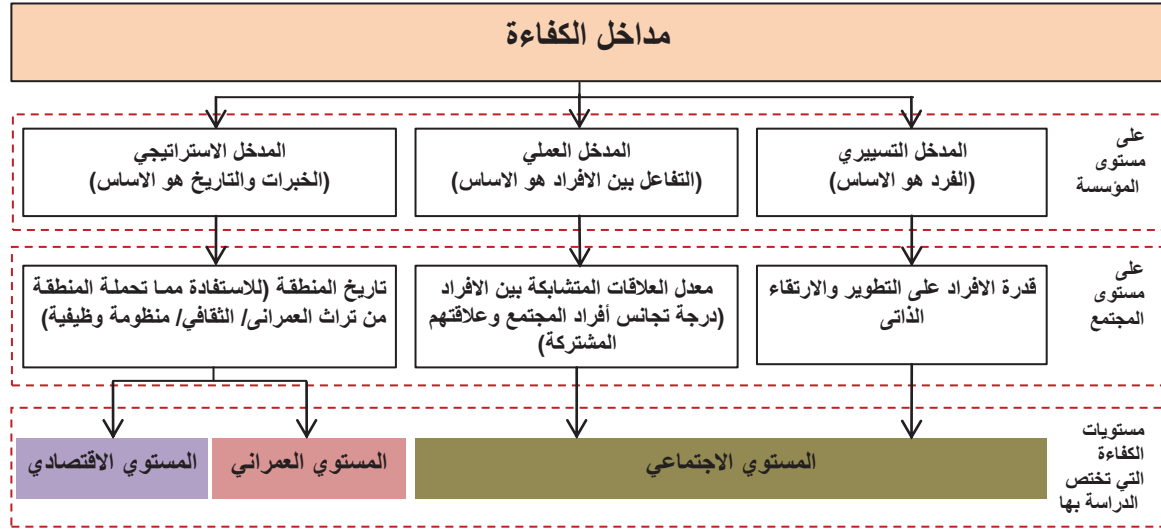 مداخل الكفاءة
على
مستوى
المؤسسة
المدخل التسييري
(الفرد هو الاساس)
المدخل العملي
(التفاعل بين الافراد هو الاساس)
المدخل الاستراتيجي
(الخبرات والتاريخ هو الاساس)
على
مستوى
المجتمع
قدرة الافراد على التطوير والارتقاء
الذاتى
معدل العلاقات المتشابكة بين الافراد
(درجة تجانس أفراد المجتمع وعلاقتهم
المشتركة)
تاريخ المنطقة (للاستفادة مما تحملة المنطقة
من تراث العمرانى/ الثقافي/ منظومة وظيفية)
مستويات
الكفاءة
التي تختص
الدراسة بها
المستوي الاجتماعي
المستوي العمراني
المستوي الاقتصادي